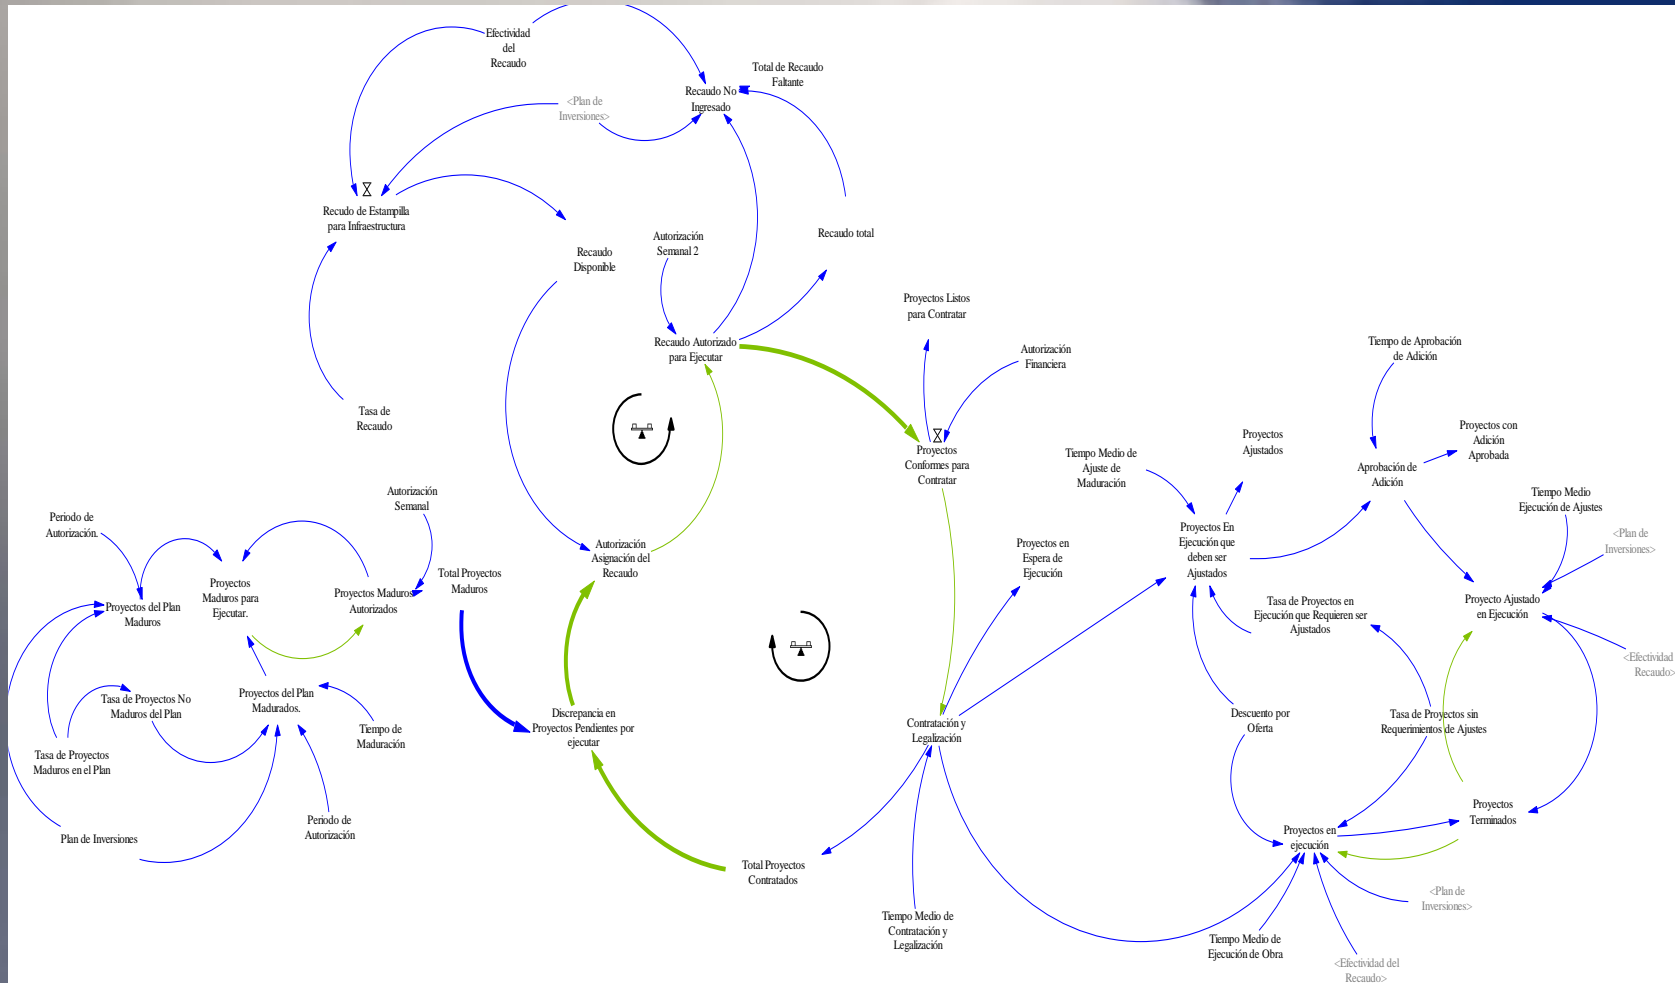 Efectividad
del
Recaudo
Total de Recaudo
Faltante
Recaudo No
Ingresado
<Plan de
Inversiones>
Recudo de Estampilla
para Infraestructura
Recaudo
Disponible
Autorización
Semanal 2
Recaudo total
Recaudo Autorizado
para Ejecutar
Proyectos Listos
para Contratar
Autorización
Financiera
Tiempo de Aprobación
de Adición
Tasa de
Recaudo
Proyectos
Conformes para
Contratar
Tiempo Medio de
Ajuste de
Maduración
Proyectos
Ajustados
Aprobación de
Adición
Proyectos con
Adición
Aprobada
Periodo de
Autorización.
Autorización
Semanal
Autorización
Asignación del
Recaudo
Proyectos en
Espera de
Ejecución
Proyectos En
Ejecución que
deben ser
Ajustados
Tiempo Medio
Ejecución de Ajustes
<Plan de
Inversiones>
Proyectos del Plan
Maduros
Proyectos
Maduros para
Ejecutar.
Proyectos Maduros
Autorizados
Total Proyectos
Maduros
Tasa de Proyectos en
Ejecución que Requieren ser
Ajustados
Proyecto Ajustado
en Ejecución
<Efectividad
Recaudo>
Tasa de Proyectos No
Maduros del Plan
Proyectos del Plan
Madurados.
Tiempo de
Maduración
Discrepancia en
Proyectos Pendientes por
ejecutar
Contratación y
Legalización
Descuento por
Oferta
Tasa de Proyectos sin
Requerimientos de Ajustes
Tasa de Proyectos
Maduros en el Plan
Plan de Inversiones
Periodo de
Autorización
Total Proyectos
Contratados
Proyectos en
ejecución
Proyectos
Terminados
Tiempo Medio de
Contratación y
Legalización
Tiempo Medio de
Ejecución de Obra
<Plan de
Inversiones>
<Efectividad del
Recaudo>